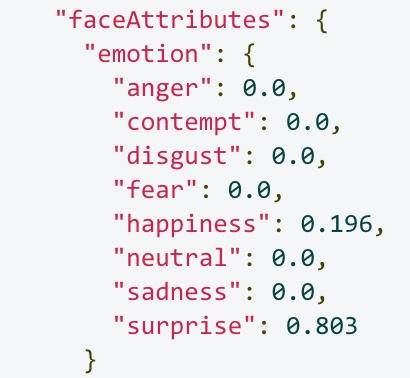 "faceAttributes": {
"emotion": {
"anger": 0.0,
"contempt": 0.0,
"disgust": 0.0,
"fear": 0.0,
"happiness": 0.196,
"neutral": 0.0,
"sadness": 0.0,
"surprise": 0.803
}